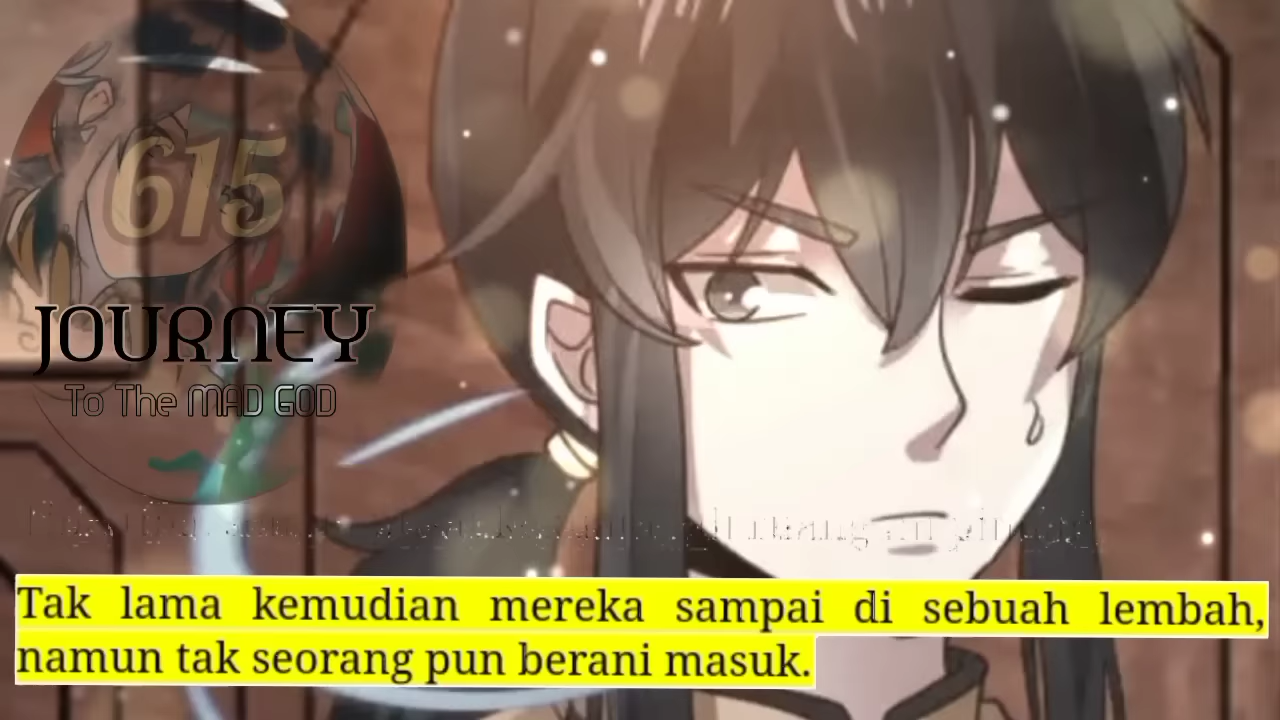 615
JOURNEY
To The MAD GOD
Tak lama kemudian mereka sampai di sebuah lembah,
namun tak seorang pun berani masuk.